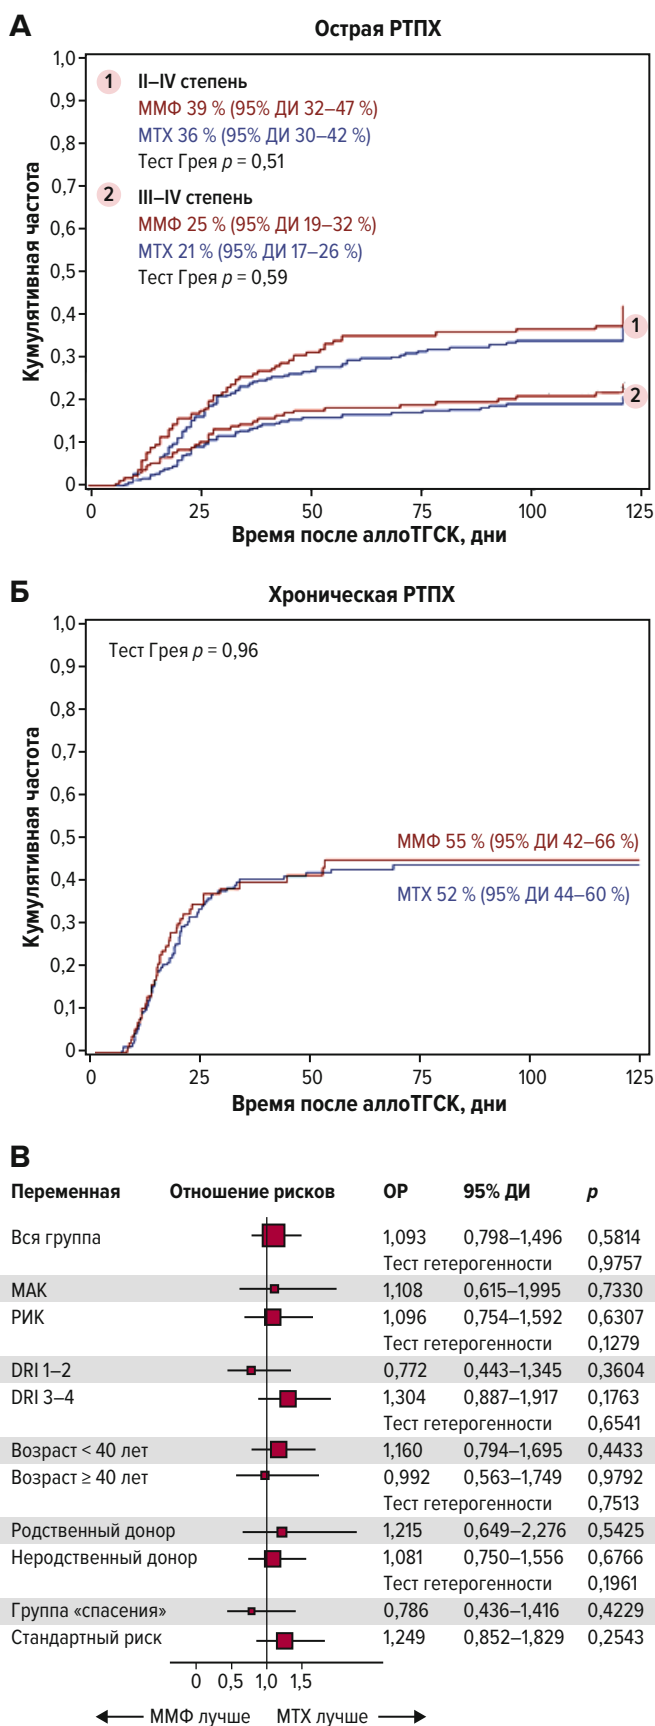 А
Острая РТПХ
1,0
0,9
0,8
0,7
0,6
0,5
0,4
0,3
0,2
0,1
0
Кумулятивная частота
1 II–IV степень
ММФ 39 % (95% ДИ 32–47 %)
МТХ 36 % (95% ДИ 30–42 %)
Тест Грея p = 0,51
2 III–IV степень
ММФ 25 % (95% ДИ 19–32 %)
МТХ 21 % (95% ДИ 17–26 %)
Тест Грея p = 0,59
1
2
0 25 50 75 100 125
Время после аллоТГСК, дни
Б
Хроническая РТПХ
1,0
0,9
0,8
0,7
0,6
0,5
0,4
0,3
0,2
0,1
0
Кумулятивная частота
Тест Грея p = 0,96
ММФ 55 % (95% ДИ 42–66 %)
МТХ 52 % (95% ДИ 44–60 %)
0 25 50 75 100 125
Время после аллоТГСК, дни
В
Переменная Отношение рисков ОР 95% ДИ p
Вся группа 1,093 0,798–1,496 0,5814
Тест гетерогенности 0,9757
МАК 1,108 0,615–1,995 0,7330
РИК 1,096 0,754–1,592 0,6307
Тест гетерогенности 0,1279
DRI 1–2 0,772 0,443–1,345 0,3604
DRI 3–4 1,304 0,887–1,917 0,1763
Тест гетерогенности 0,6541
Возраст < 40 лет 1,160 0,794–1,695 0,4433
Возраст ≥ 40 лет 0,992 0,563–1,749 0,9792
Тест гетерогенности 0,7513
Родственный донор 1,215 0,649–2,276 0,5425
Неродственный донор 1,081 0,750–1,556 0,6766
Тест гетерогенности 0,1961
Группа «спасения» 0,786 0,436–1,416 0,4229
Стандартный риск 1,249 0,852–1,829 0,2543
0 0,5 1,0 1,5
ММФ лучше МТХ лучше